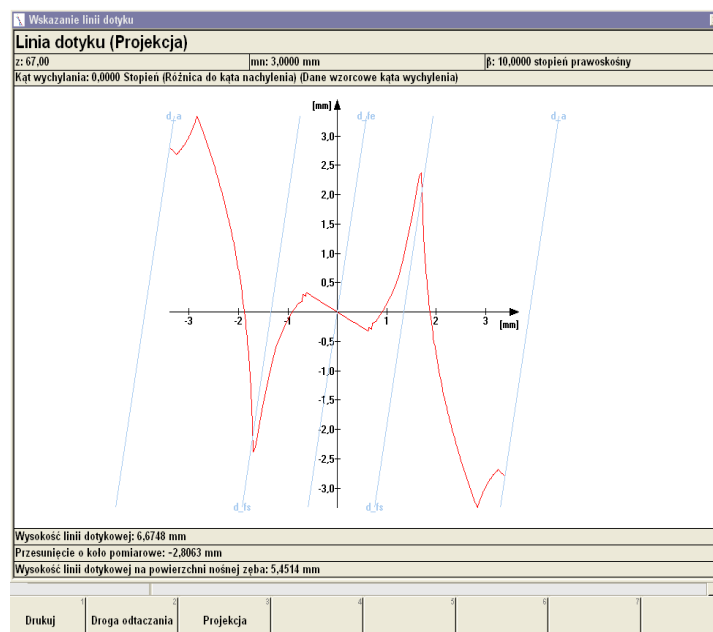 Wskazanie linii dotyku
Linia dotyku (Projekcja)
z: 67,00 mn: 3,0000 mm β: 10,0000 stopień prawoskośny
Kąt wychylania: 0,0000 Stopień (Różnica do kąta nachylenia) (Dane wzorcowe kąta wychylenia)
[mm]
d_a d_fe d_a
3,0
2,5
2,0
1,5
1,0
0,5
-3 -2 -1 1 2 3
[mm]
-0,5
-1,0
-1,5
-2,0
-2,5
-3,0
d_fs d_fs
Wysokość linii dotykowej: 6,6748 mm
Przesunięcie o koło pomiarowe: -2,8063 mm
Wysokość linii dotykowej na powierzchni nośnej zęba: 5,4514 mm
1 2 3 4 5 6 7
Drukuj Droga odtaczania Projekcja